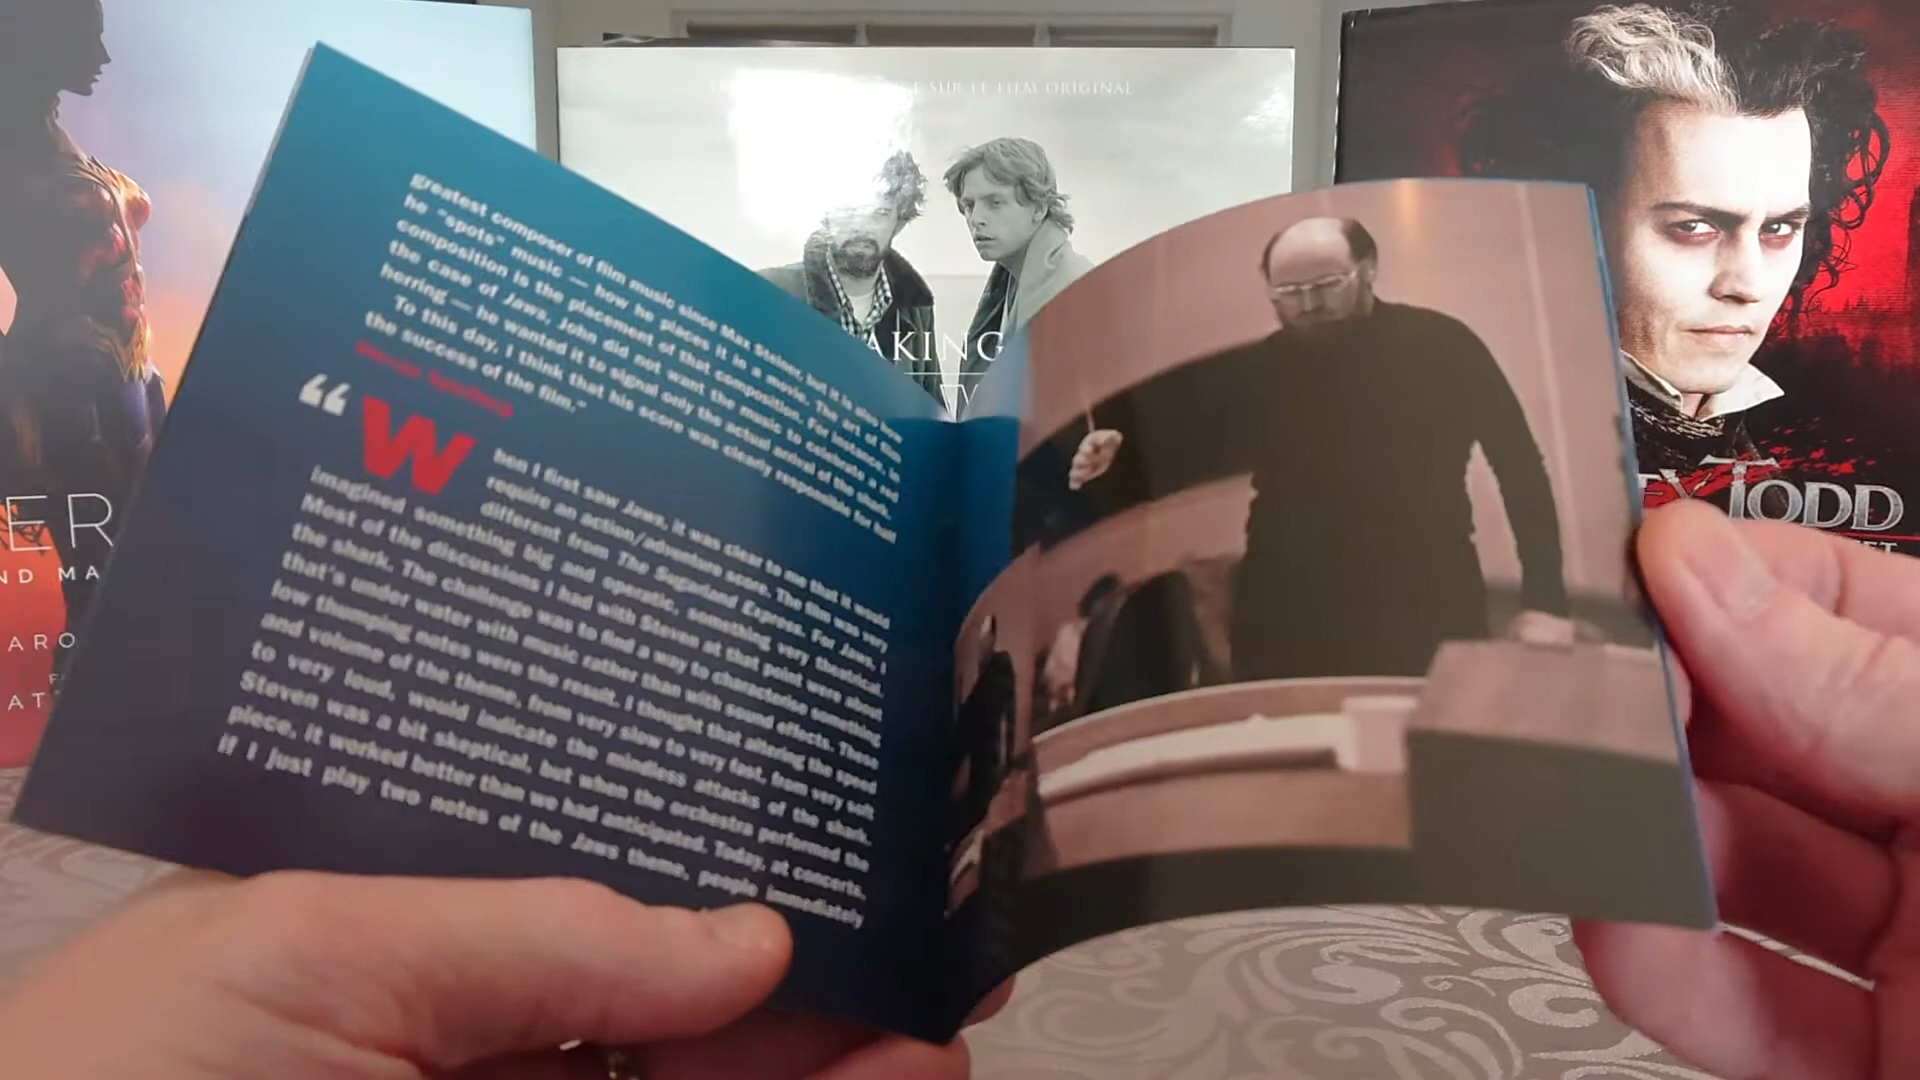 SUR LE FILM ORIGINAL
AKING
W
ER
ND MA
ARO
F
AT
greatest composer of film music since Max Steiner, but it is also how
he "spots" music — how he places it in a movie. The art of film
composition is the placement of that composition. For instance, in
the case of Jaws, John did not want the music to celebrate a red
herring — he wanted it to signal only the actual arrival of the shark.
To this day, I think that his score was clearly responsible for half
the success of the film."
Steven Spielberg
“When I first saw Jaws, it was clear to me that it would
require an action/adventure score. The film was very
different from The Sugarland Express. For Jaws, I
imagined something big and operatic, something very theatrical.
Most of the discussions I had with Steven at that point were about
the shark. The challenge was to find a way to characterise something
that's under water with music rather than with sound effects. These
low thumping notes were the result. I thought that altering the speed
and volume of the theme, from very slow to very fast, from very soft
to very loud, would indicate the mindless attacks of the shark.
Steven was a bit skeptical, but when the orchestra performed the
piece, it worked better than we had anticipated. Today, at concerts,
if I just play two notes of the Jaws theme, people immediately
EY TODD
EET